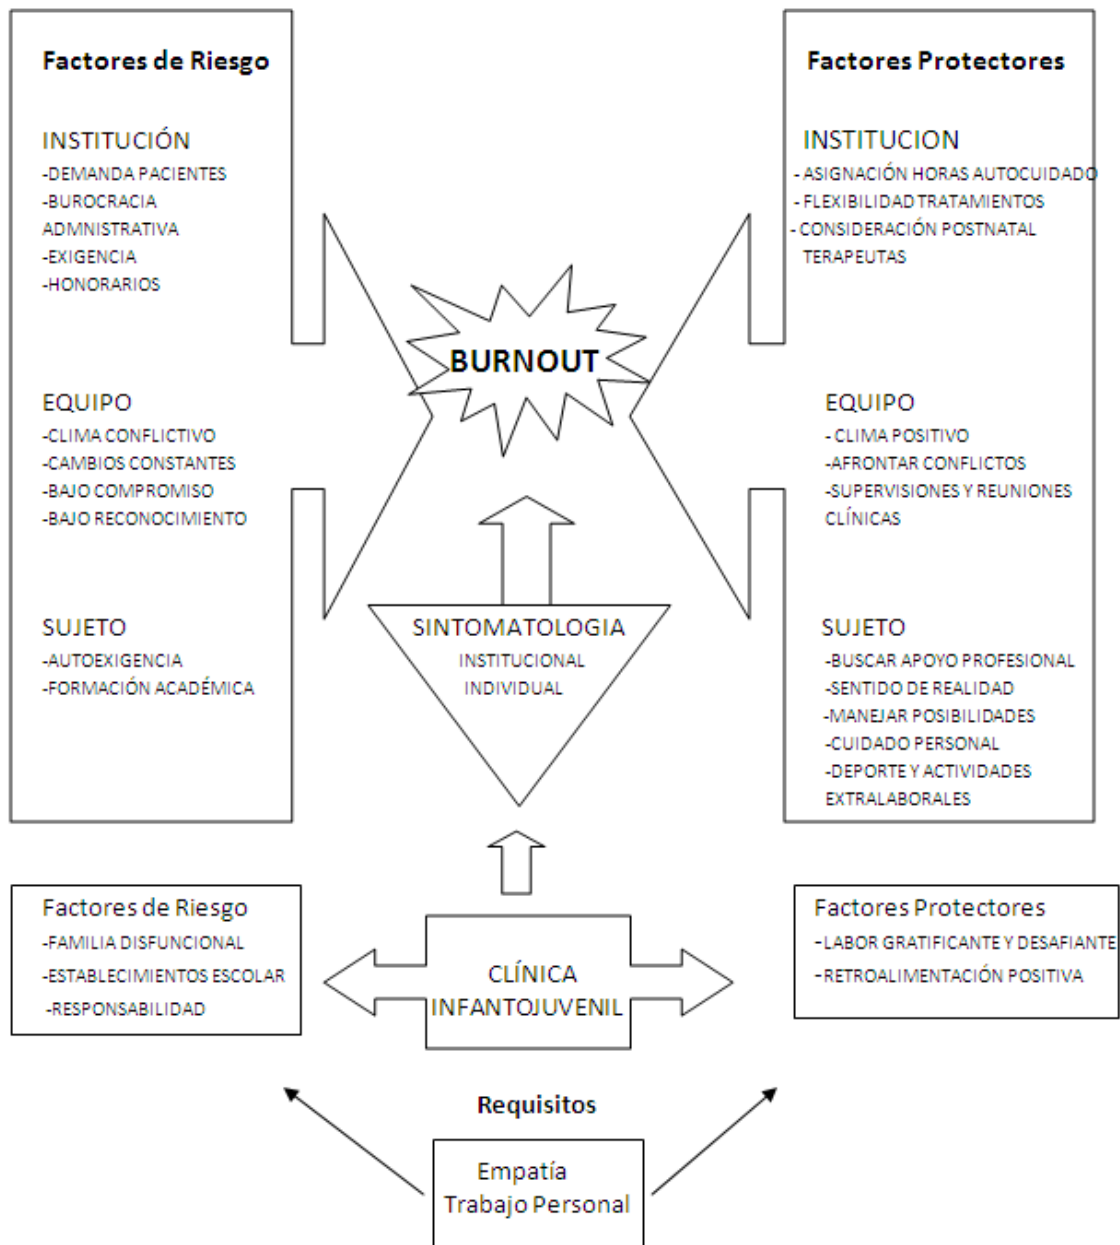 Factores de Riesgo
INSTITUCIÓN
-DEMANDA PACIENTES
-BUROCRACIA
ADMNISTRATIVA
-EXIGENCIA
-HONORARIOS
EQUIPO
-CLIMA CONFLICTIVO
-CAMBIOS CONSTANTES
-BAJO COMPROMISO
-BAJO RECONOCIMIENTO
SUJETO
-AUTOEXIGENCIA
-FORMACIÓN ACADÉMICA
Factores Protectores
INSTITUCION
- ASIGNACIÓN HORAS AUTOCUIDADO
- FLEXIBILIDAD TRATAMIENTOS
- CONSIDERACIÓN POSTNATAL
TERAPEUTAS
EQUIPO
- CLIMA POSITIVO
-AFRONTAR CONFLICTOS
-SUPERVISIONES Y REUNIONES
CLÍNICAS
SUJETO
-BUSCAR APOYO PROFESIONAL
-SENTIDO DE REALIDAD
-MANEJAR POSIBILIDADES
-CUIDADO PERSONAL
-DEPORTE Y ACTIVIDADES
EXTRALABORALES
BURNOUT
SINTOMATOLOGIA
INSTITUCIONAL
INDIVIDUAL
Factores de Riesgo
-FAMILIA DISFUNCIONAL
-ESTABLECIMIENTOS ESCOLAR
-RESPONSABILIDAD
CLÍNICA
INFANTOJUVENIL
Factores Protectores
-LABOR GRATIFICANTE Y DESAFIANTE
-RETROALIMENTACIÓN POSITIVA
Requisitos
Empatía
Trabajo Personal